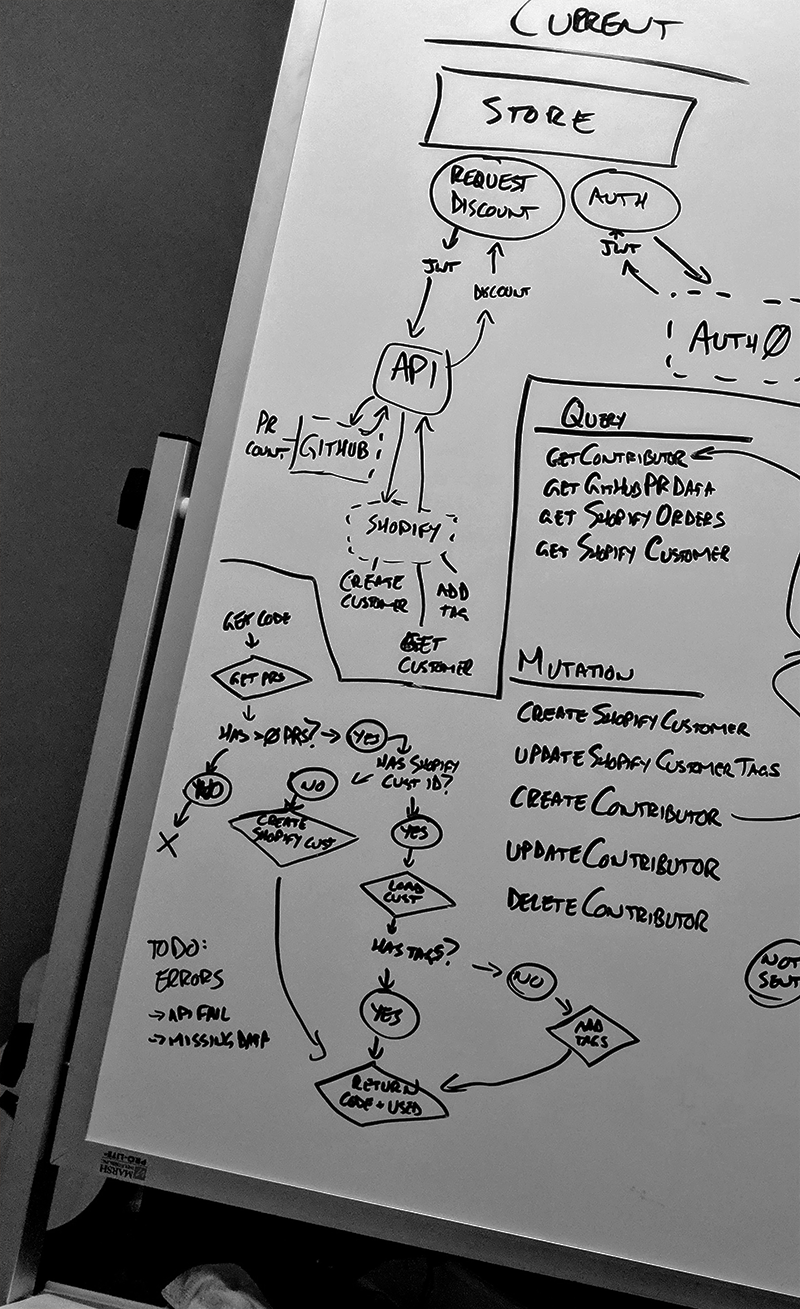 CURRENT
STORE
REQUEST
DISCOUNT
AUTH
JWT
DISCOUNT
JWT
AUTH0
API
PR
COUNT
GITHUB
SHOPIFY
CREATE
CUSTOMER
ADD
TAG
GET
CUSTOMER
QUERY
GETCONTRIBUTOR
GET GITHUB PR DATA
GET SHOPIFY ORDERS
GET SHOPIFY CUSTOMER
MUTATION
CREATE SHOPIFY CUSTOMER
UPDATE SHOPIFY CUSTOMER TAGS
CREATE CONTRIBUTOR
UPDATE CONTRIBUTOR
DELETE CONTRIBUTOR
NOT
SENT
GET CODE
GET PRS
HAS >0 PRS?
YES
NO
X
HAS SHOPIFY
CUST ID?
NO
CREATE
SHOPIFY CUST
YES
LOAD
CUST
HAS TAGS?
NO
YES
ADD
TAGS
RETURN
CODE + USED
TODO:
ERRORS
→ API FAIL
→ MISSING DATA
MARSH
PRO-LITE